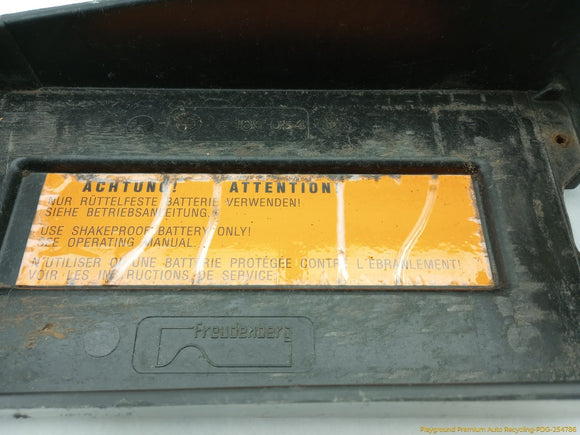 ACHTUNG! ATTENTION
NUR RÜTTELFESTE BATTERIE VERWENDEN!
SIEHE BETRIEBSANLEITUNG.
USE SHAKEPROOF BATTERY ONLY!
SEE OPERATING MANUAL.
N'UTILISER QU'UNE BATTERIE PROTÉGÉE CONTRE L'ÉBRANLEMENT!
VOIR LES INSTRUCTIONS DE SERVICE
Freudenberg
Playground Premium Auto Recycling-PDG-254786